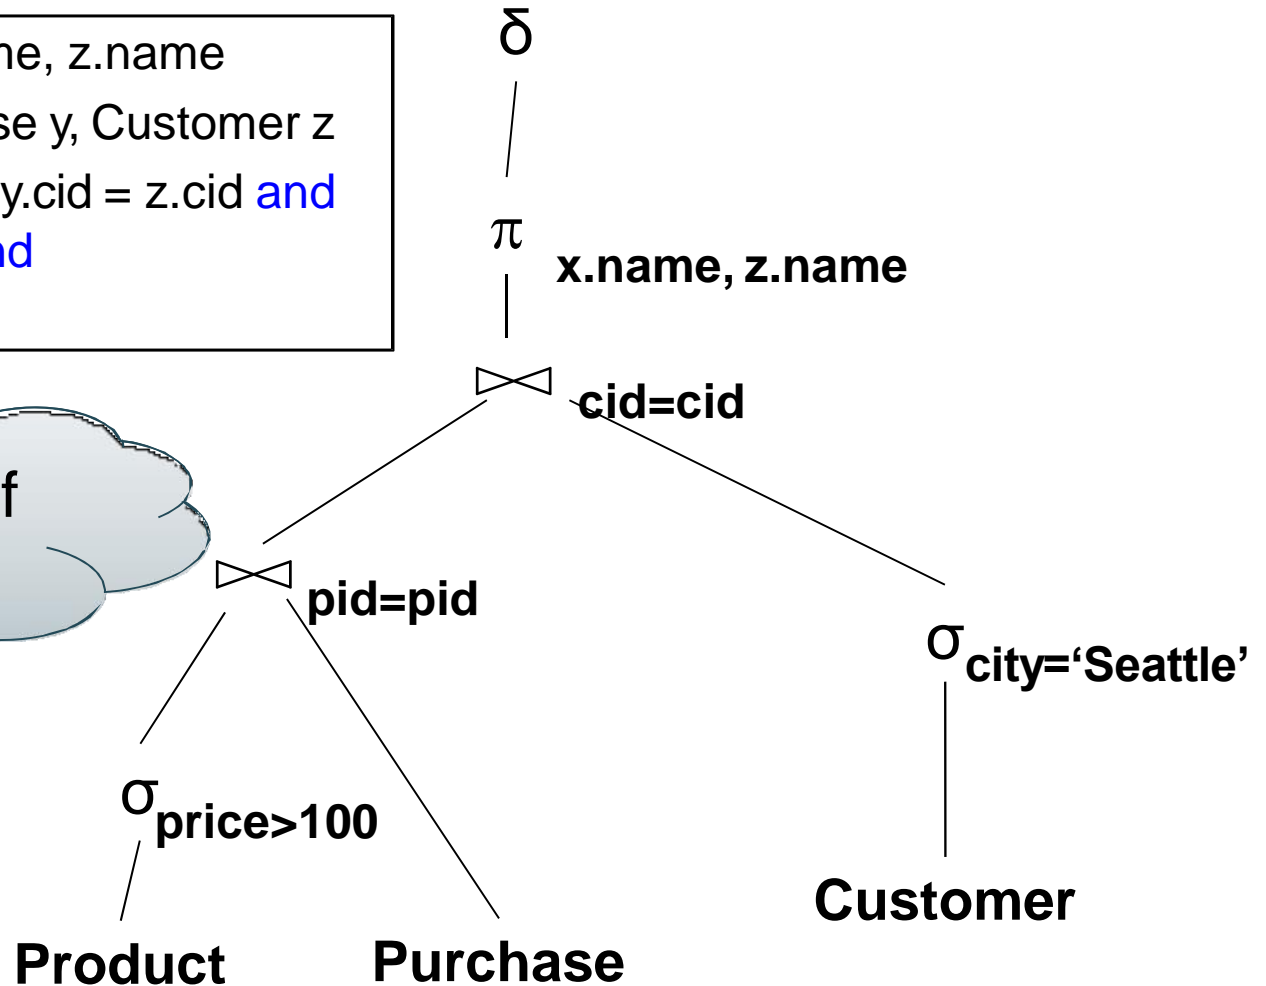 ne, z.name
se y, Customer z
y.cid = z.cid and
nd
δ
π
x.name, z.name
⋈
cid=cid
f
⋈
pid=pid
σ city=‘Seattle’
σ price>100
Customer
Product
Purchase